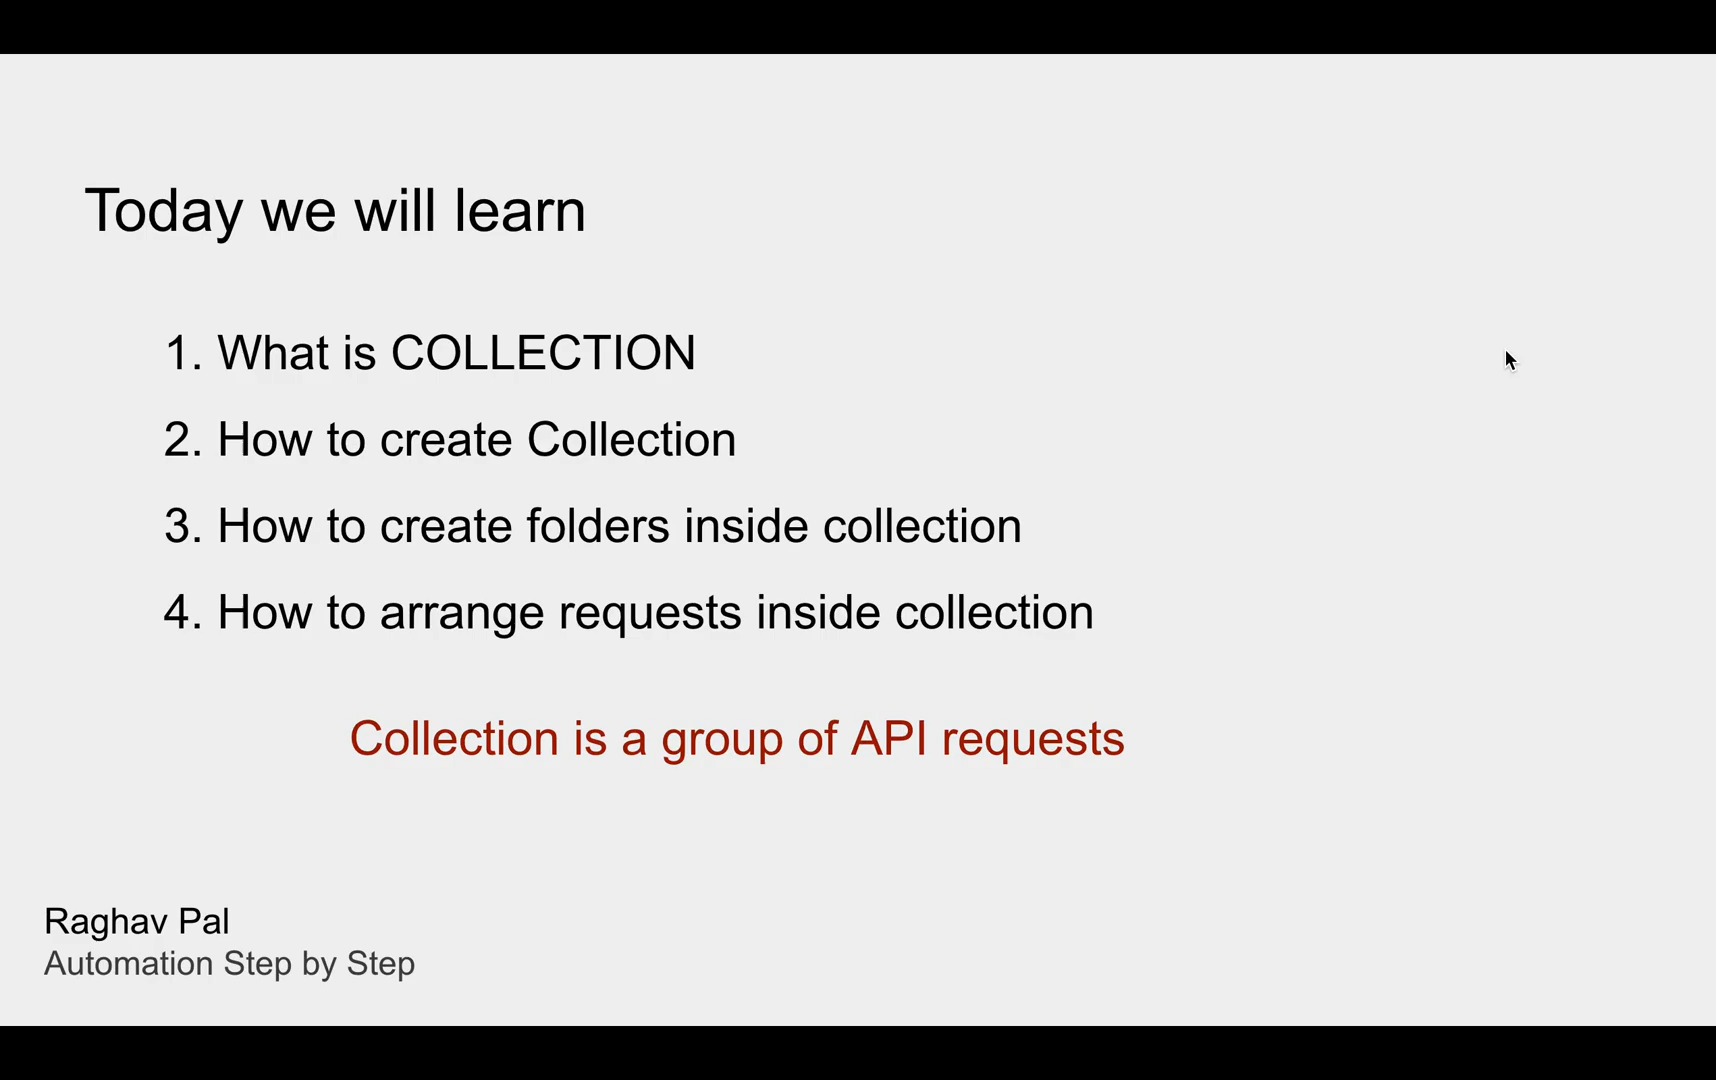 Today we will learn
1. What is COLLECTION
2. How to create Collection
3. How to create folders inside collection
4. How to arrange requests inside collection
Collection is a group of API requests
Raghav Pal
Automation Step by Step